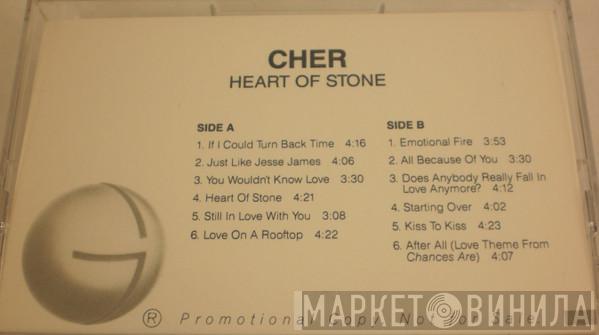 CHER
HEART OF STONE
SIDE A
1. If I Could Turn Back Time 4:16
2. Just Like Jesse James 4:06
3. You Wouldn't Know Love 3:30
4. Heart Of Stone 4:21
5. Still In Love With You 3:08
6. Love On A Rooftop 4:22
SIDE B
1. Emotional Fire 3:53
2. All Because Of You 3:30
3. Does Anybody Really Fall In
Love Anymore? 4:12
4. Starting Over 4:02
5. Kiss To Kiss 4:23
6. After All (Love Theme From
Chances Are) 4:07
® Promotional Copy Not For Sale
МАРКЕТ ВИНИЛА